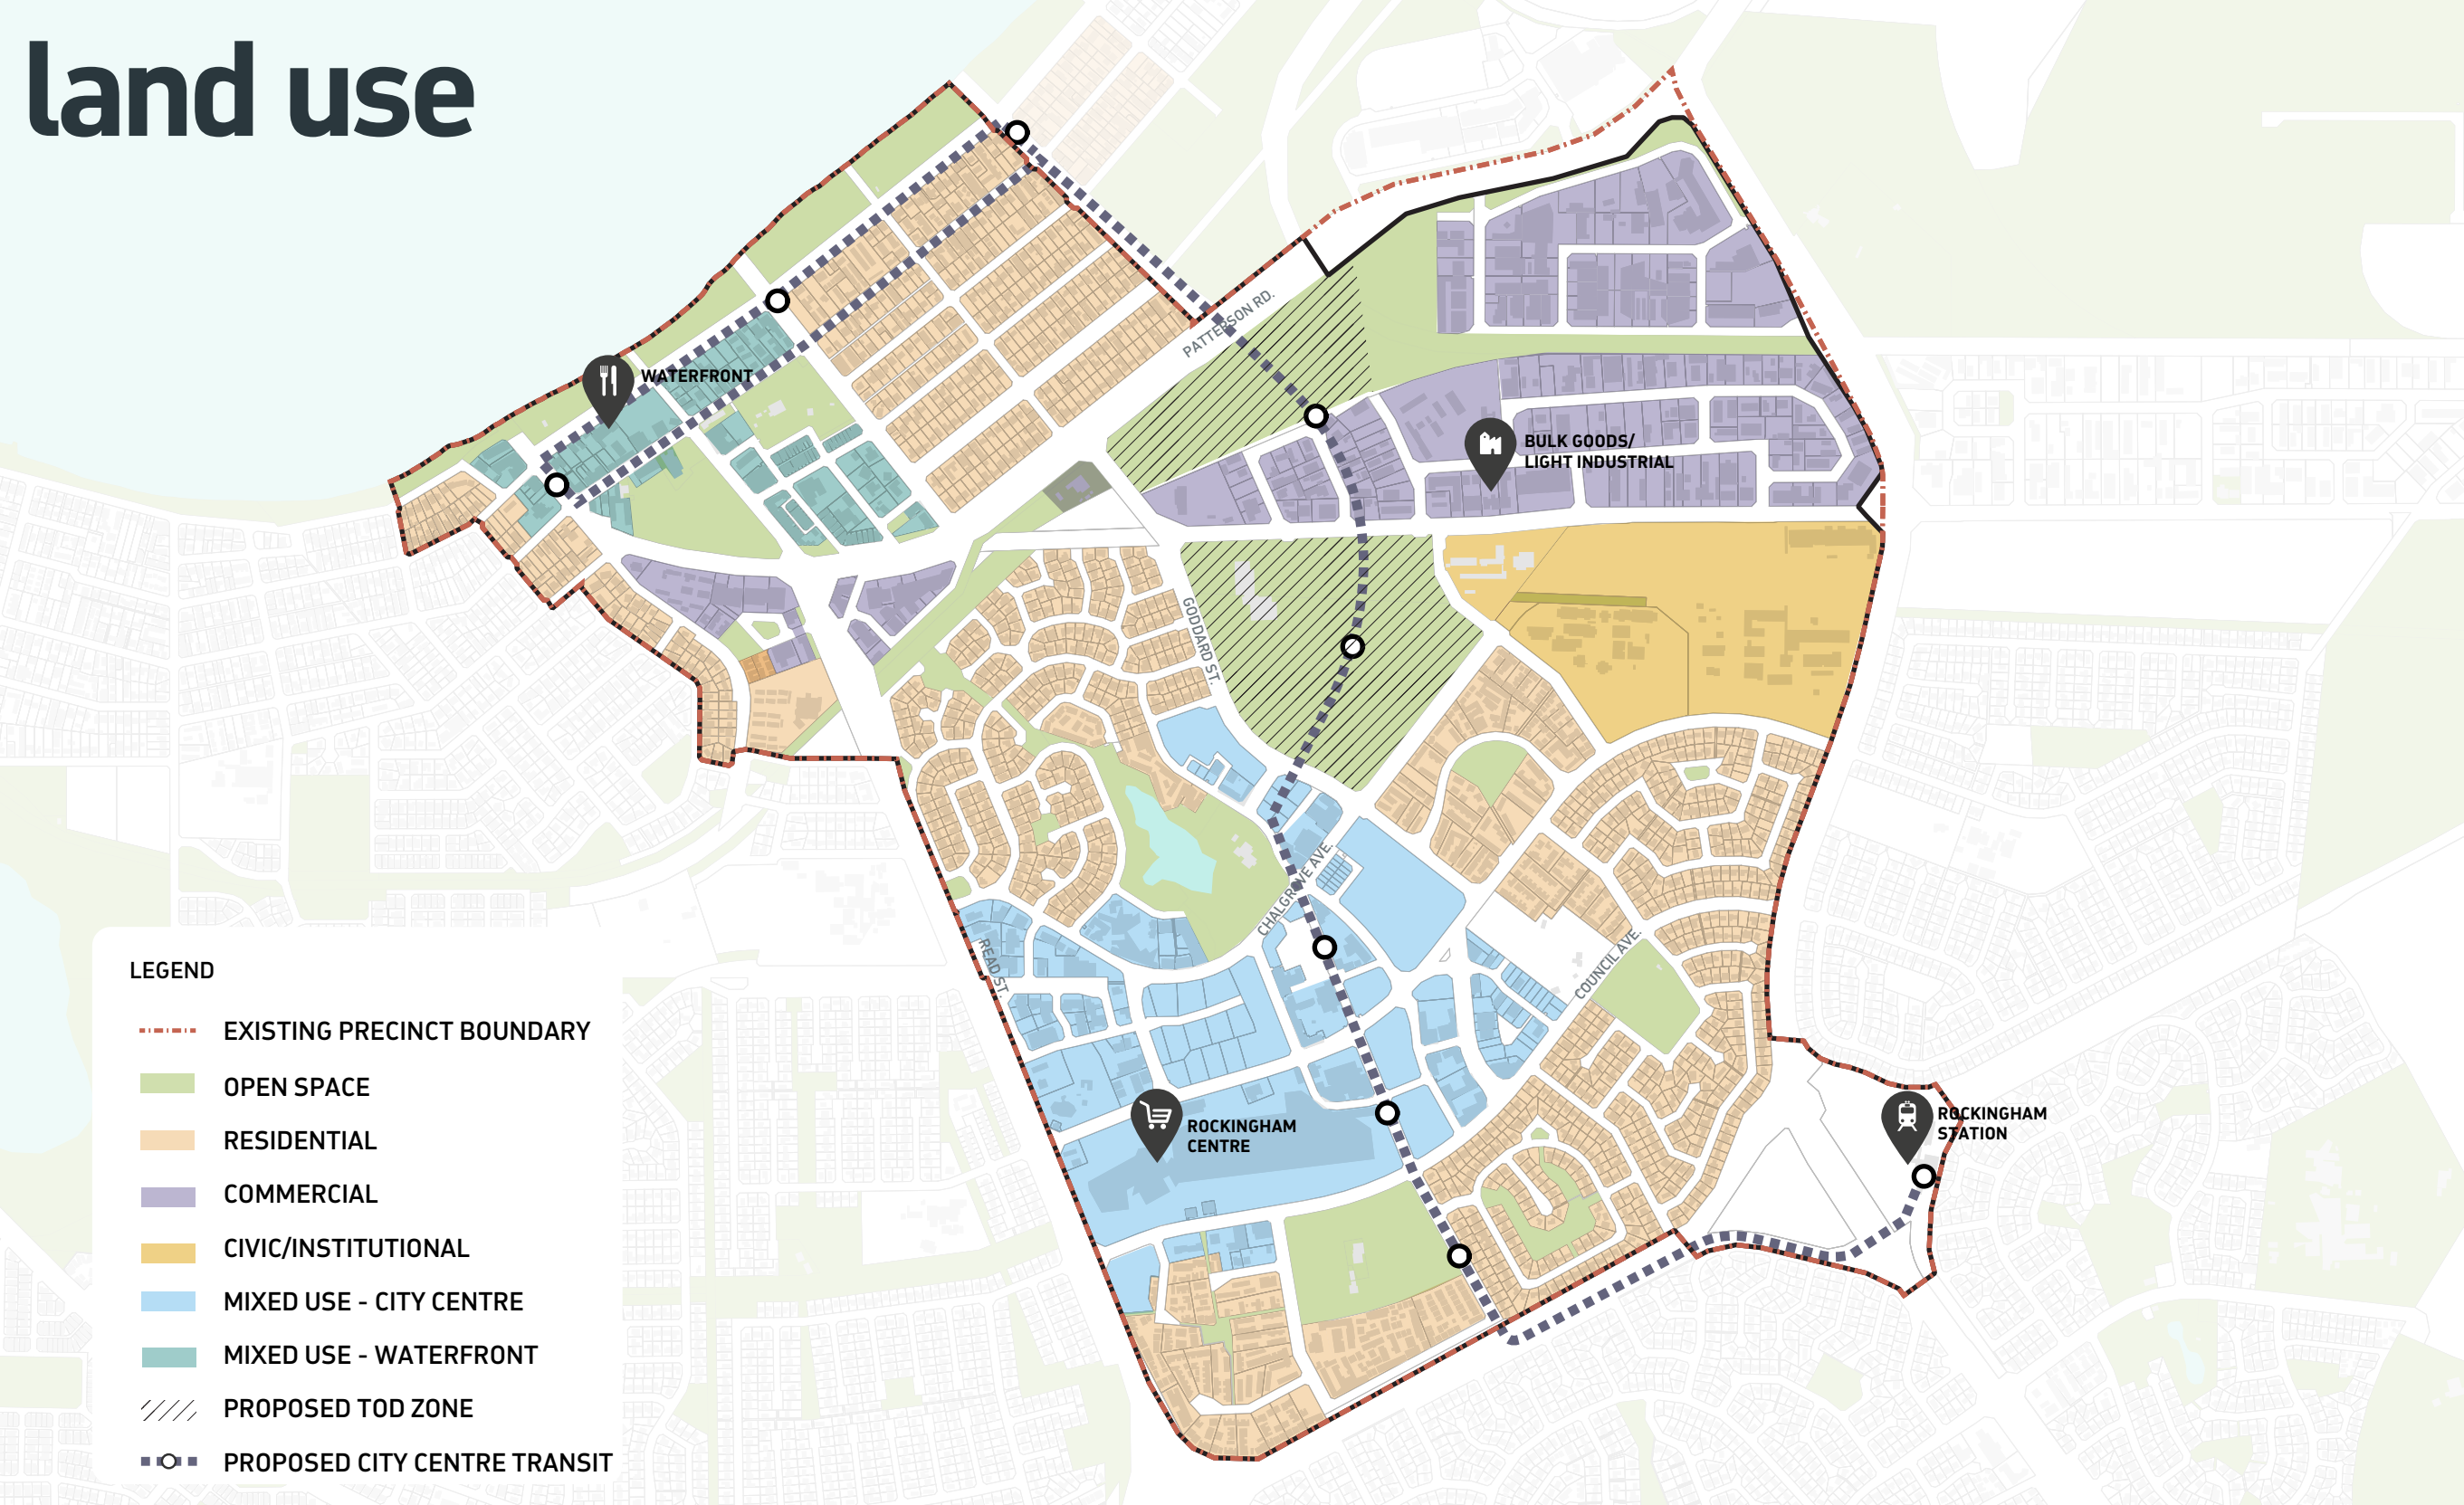 land use
WATERFRONT
PATTERSON RD.
BULK GOODS/
LIGHT INDUSTRIAL
GODDARD ST.
CHALGROVE AVE.
READ ST.
COUNCIL AVE.
ROCKINGHAM
CENTRE
ROCKINGHAM
STATION
LEGEND
EXISTING PRECINCT BOUNDARY
OPEN SPACE
RESIDENTIAL
COMMERCIAL
CIVIC/INSTITUTIONAL
MIXED USE - CITY CENTRE
MIXED USE - WATERFRONT
PROPOSED TOD ZONE
PROPOSED CITY CENTRE TRANSIT